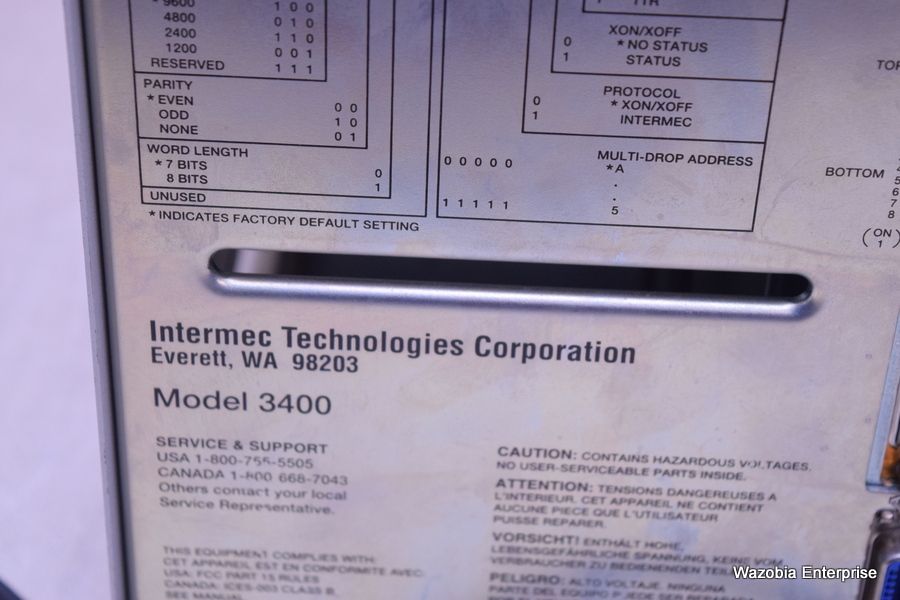 * 9600 1 0 0
4800 0 1 0
2400 1 1 0
1200 0 0 1
RESERVED 1 1 1
PARITY
* EVEN 0 0
ODD 1 0
NONE 0 1
WORD LENGTH
* 7 BITS 0
8 BITS 1
UNUSED
* INDICATES FACTORY DEFAULT SETTING
TTR
XON/XOFF
0 * NO STATUS
1 STATUS
PROTOCOL
0 * XON/XOFF
1 INTERMEC
MULTI-DROP ADDRESS
0 0 0 0 0 *A
.
.
1 1 1 1 1 5
TOP
BOTTOM
5
6
7
8
(ON
1)
Intermec Technologies Corporation
Everett, WA 98203
Model 3400
SERVICE & SUPPORT
USA 1-800-755-5505
CANADA 1-800 668-7043
Others contact your local
Service Representative.
THIS EQUIPMENT COMPLIES WITH:
CET APPAREIL EST EN CONFORMITE AVEC:
USA: FCC PART 15 RULES
CANADA: ICES-003 CLASS B.
SEE MANUAL
CAUTION: CONTAINS HAZARDOUS VOLTAGES.
NO USER-SERVICEABLE PARTS INSIDE.
ATTENTION: TENSIONS DANGEREUSES A
L'INTERIEUR. CET APPAREIL NE CONTIENT
AUCUNE PIECE QUE L'UTILISATEUR
PUISSE REPARER.
VORSICHT! ENTHÄLT HOHE,
LEBENSGEFÄHRLICHE SPANNUNG, KEINE VOM
VERBRAUCHER ZU BEDIENENDEN
PELIGRO: ALTO VOLTAJE. NINGUNA
PARTE DEL EQUIPO PUEDE SER REPARADA
Wazobia Enterprise